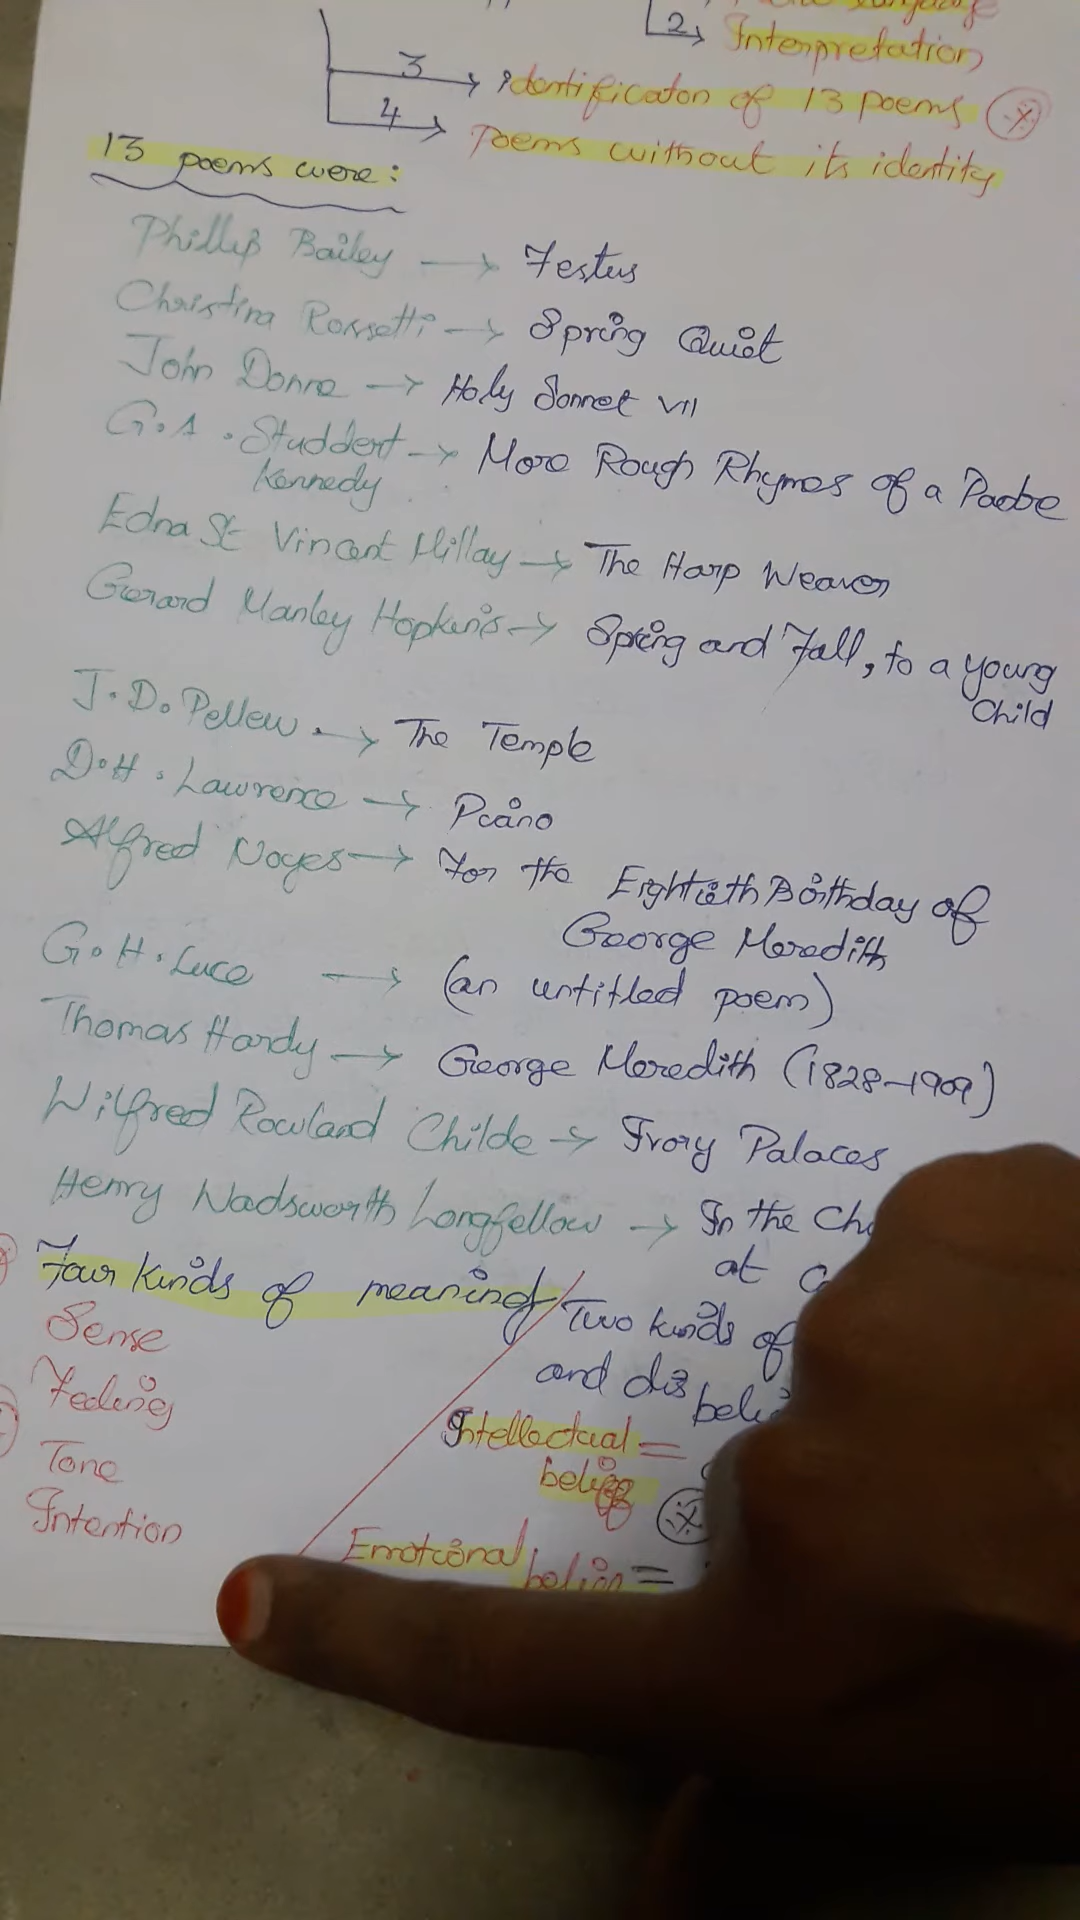 2 Interpretation
3 identificaton of 13 poems
4 poems without its identity
13 poems were:
Phillip Bailey → Festus
Christina Rossetti → Spring Quiet
John Donne → Holy Sonnet VII
G.A. Studdert → More Rough Rhymes of a Padre
Kennedy
Edna St Vincent Millay → The Harp Weaver
Gerard Manley Hopkins → Spring and Fall, to a young
Child
J.D. Pellew → The Temple
D.H. Lawrence → Piano
Alfred Noyes → For the Eightieth Birthday of
George Meredith
G.H. Luce → (an untitled poem)
Thomas Hardy → George Meredith (1828-1909)
Wilfred Rowland Childe → Ivory Palaces
Henry Wadsworth Longfellow → In the
at
Four kinds of meaning Two kinds of
Sense and dis
Feeling
Intellectual =
Tone belief
Intention
Emotional belief =